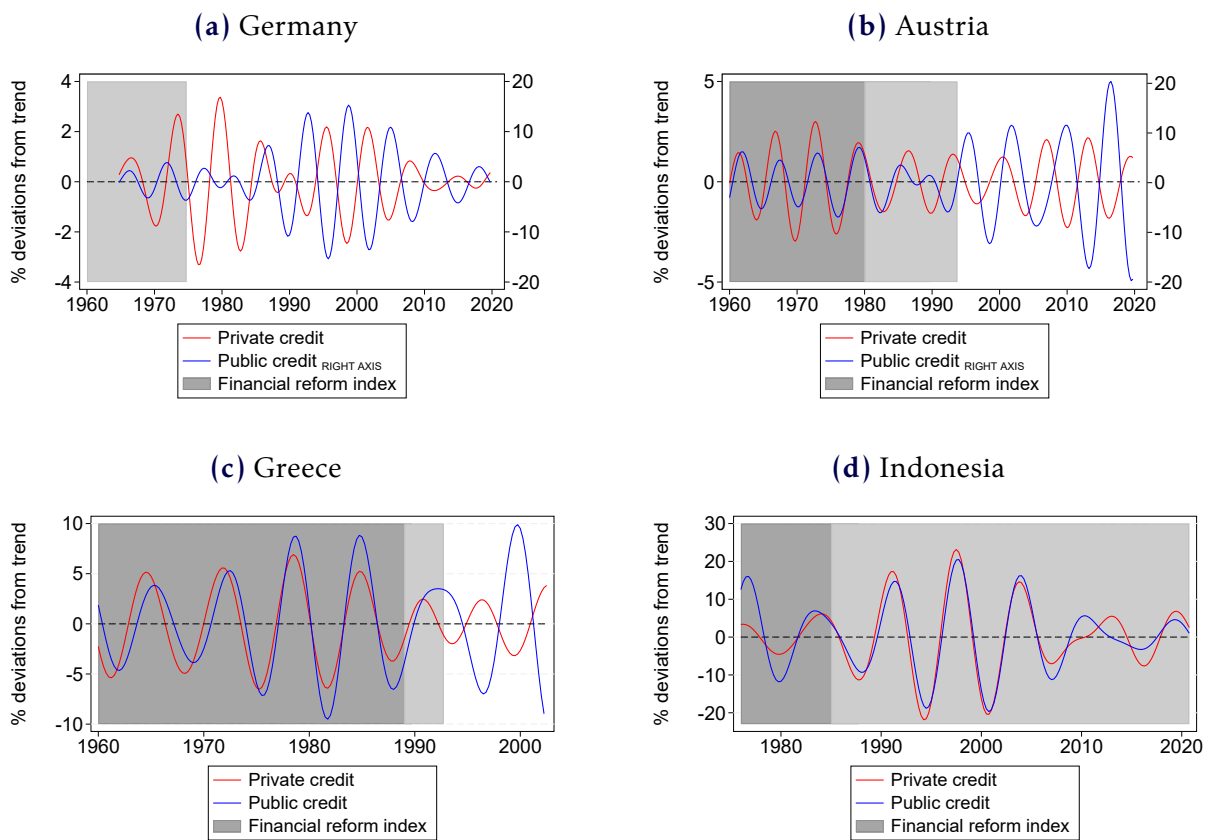 (a) Germany
% deviations from trend
4
2
0
-2
-4
20
10
0
-10
-20
1960 1970 1980 1990 2000 2010 2020
Private credit
Public credit RIGHT AXIS
Financial reform index
(b) Austria
% deviations from trend
5
0
-5
20
10
0
-10
-20
1960 1970 1980 1990 2000 2010 2020
Private credit
Public credit RIGHT AXIS
Financial reform index
(c) Greece
% deviations from trend
10
5
0
-5
-10
1960 1970 1980 1990 2000
Private credit
Public credit
Financial reform index
(d) Indonesia
% deviations from trend
30
20
10
0
-10
-20
1980 1990 2000 2010 2020
Private credit
Public credit
Financial reform index